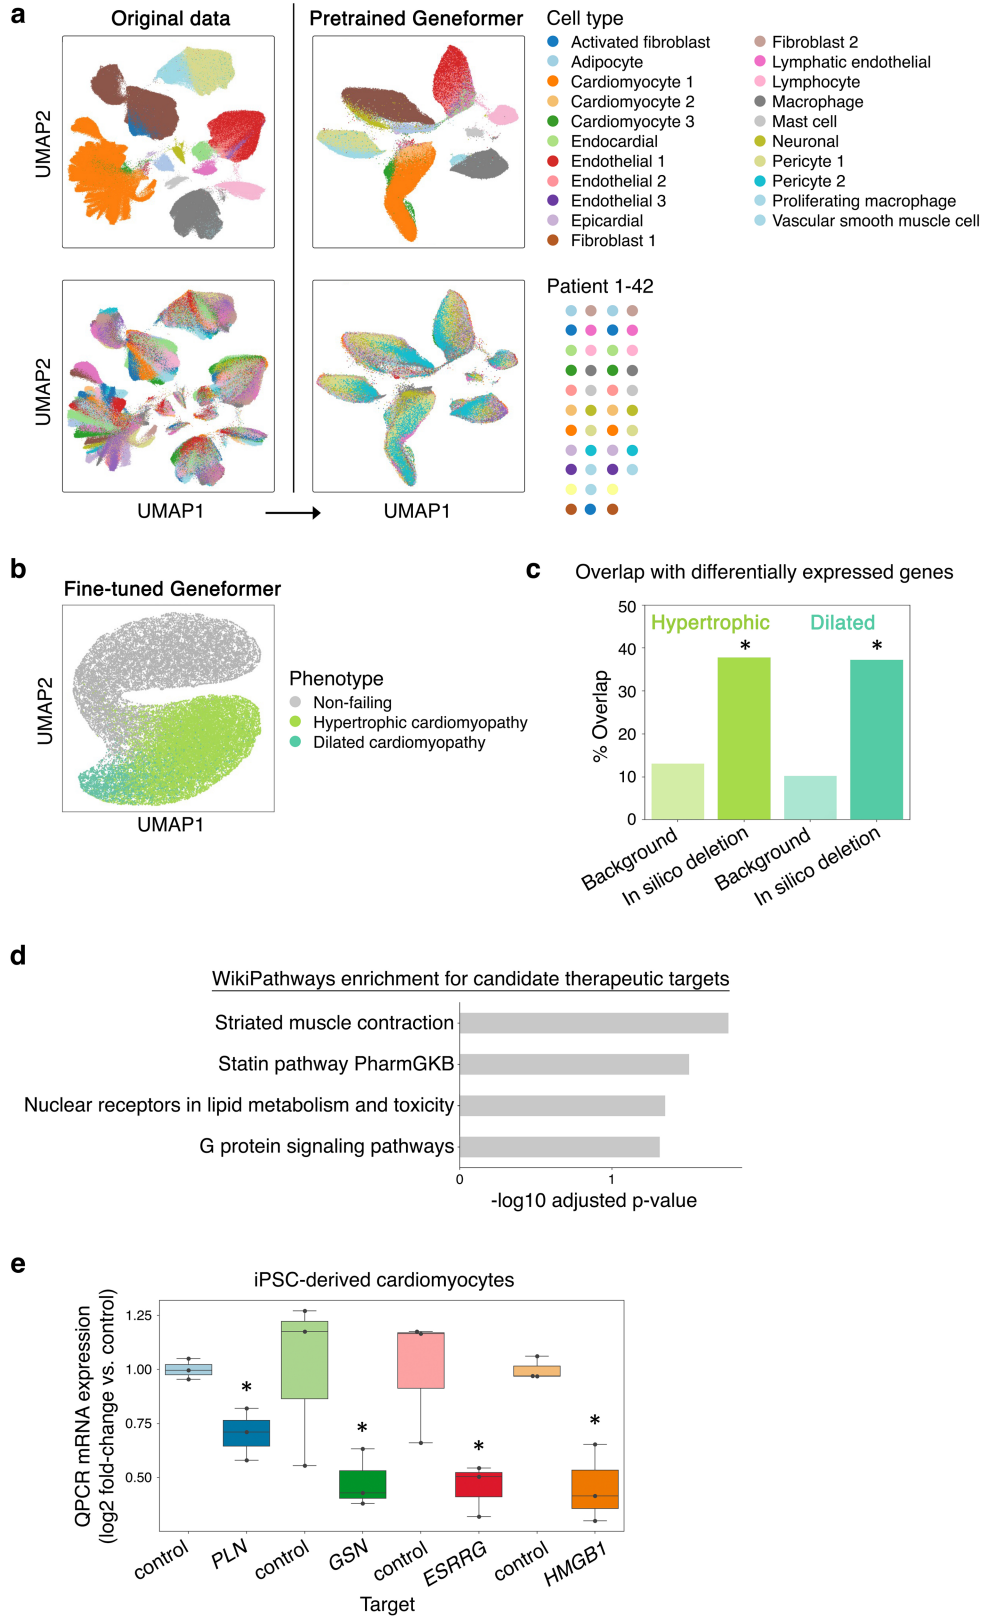 a
Original data
Pretrained Geneformer
UMAP2
Cell type
Activated fibroblast
Adipocyte
Cardiomyocyte 1
Cardiomyocyte 2
Cardiomyocyte 3
Endocardial
Endothelial 1
Endothelial 2
Endothelial 3
Epicardial
Fibroblast 1
Fibroblast 2
Lymphatic endothelial
Lymphocyte
Macrophage
Mast cell
Neuronal
Pericyte 1
Pericyte 2
Proliferating macrophage
Vascular smooth muscle cell
UMAP2
UMAP1
UMAP1
Patient 1-42
b
Fine-tuned Geneformer
UMAP2
UMAP1
Phenotype
Non-failing
Hypertrophic cardiomyopathy
Dilated cardiomyopathy
c
Overlap with differentially expressed genes
% Overlap
50
40
30
20
10
0
Hypertrophic
Dilated
*
*
Background
In silico deletion
Background
In silico deletion
d
WikiPathways enrichment for candidate therapeutic targets
Striated muscle contraction
Statin pathway PharmGKB
Nuclear receptors in lipid metabolism and toxicity
G protein signaling pathways
0
1
-log10 adjusted p-value
e
iPSC-derived cardiomyocytes
QPCR mRNA expression
(log2 fold-change vs. control)
1.25
1.00
0.75
0.50
*
*
*
*
control
PLN
control
GSN
control
ESRRG
control
HMGB1
Target